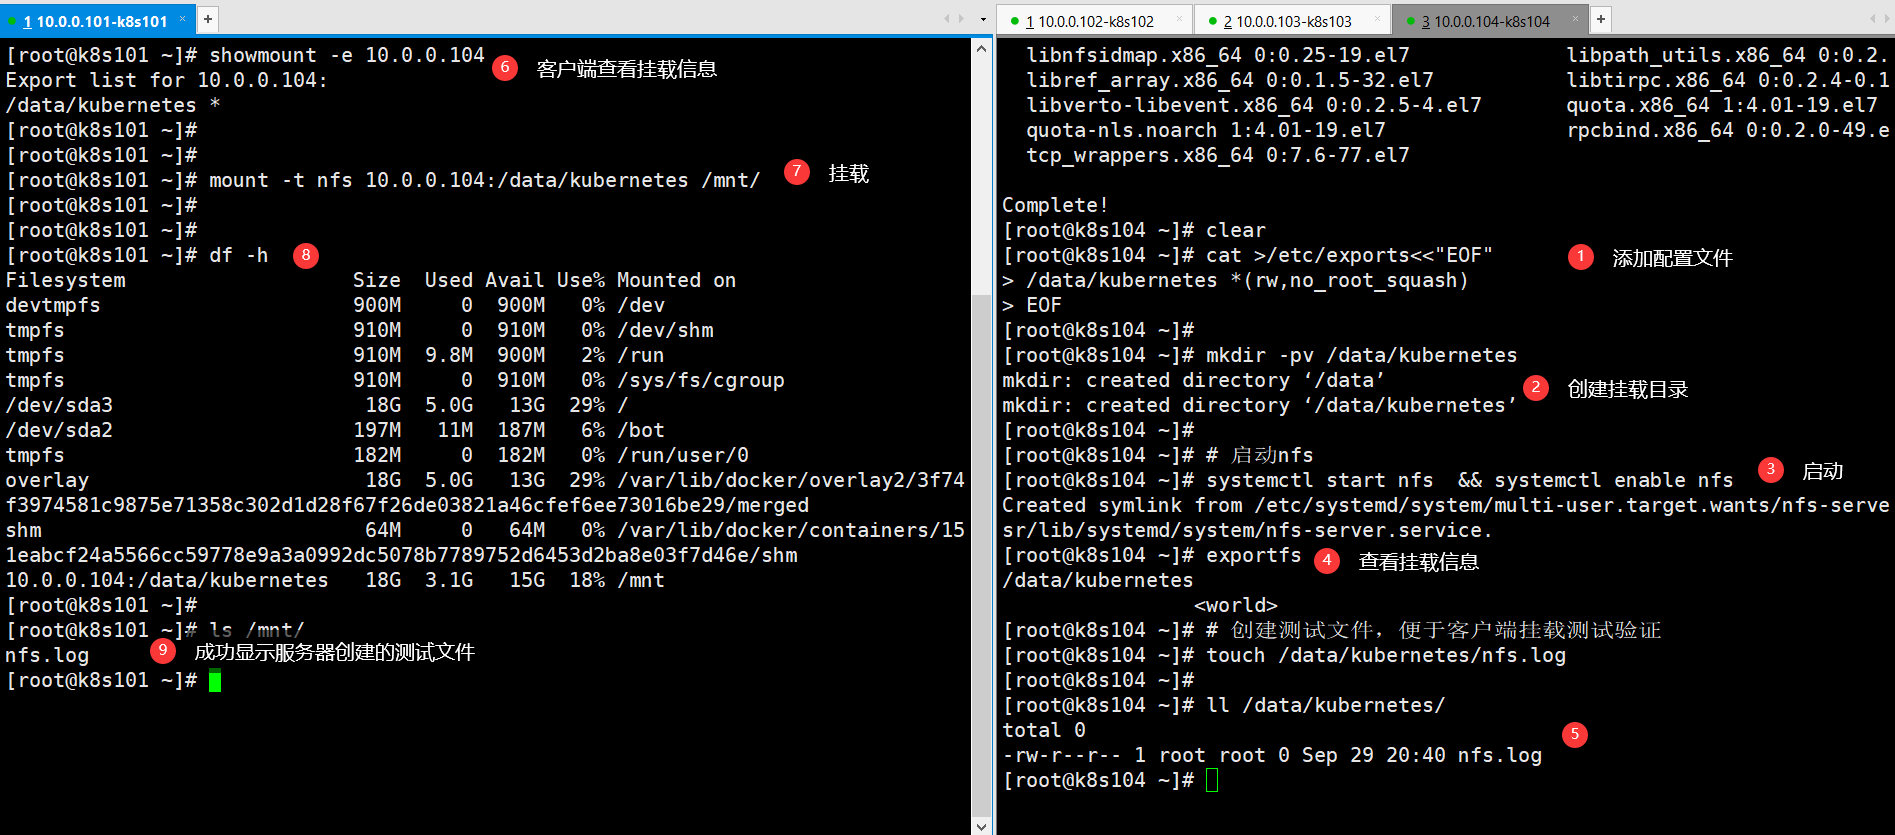 1 10.0.0.101-k8s101 × +
[root@k8s101 ~]# showmount -e 10.0.0.104
6 客户端查看挂载信息
Export list for 10.0.0.104:
/data/kubernetes *
[root@k8s101 ~]#
[root@k8s101 ~]#
[root@k8s101 ~]# mount -t nfs 10.0.0.104:/data/kubernetes /mnt/
7 挂载
[root@k8s101 ~]#
[root@k8s101 ~]#
[root@k8s101 ~]# df -h 8
Filesystem Size Used Avail Use% Mounted on
devtmpfs 900M 0 900M 0% /dev
tmpfs 910M 0 910M 0% /dev/shm
tmpfs 910M 9.8M 900M 2% /run
tmpfs 910M 0 910M 0% /sys/fs/cgroup
/dev/sda3 18G 5.0G 13G 29% /
/dev/sda2 197M 11M 187M 6% /bot
tmpfs 182M 0 182M 0% /run/user/0
overlay 18G 5.0G 13G 29% /var/lib/docker/overlay2/3f74
f3974581c9875e71358c302d1d28f67f26de03821a46cfef6ee73016be29/merged
shm 64M 0 64M 0% /var/lib/docker/containers/15
1eabcf24a5566cc59778e9a3a0992dc5078b7789752d6453d2ba8e03f7d46e/shm
10.0.0.104:/data/kubernetes 18G 3.1G 15G 18% /mnt
[root@k8s101 ~]#
[root@k8s101 ~]# ls /mnt/
nfs.log
9 成功显示服务器创建的测试文件
[root@k8s101 ~]#
1 10.0.0.102-k8s102 × 2 10.0.0.103-k8s103 × 3 10.0.0.104-k8s104 × +
libnfsidmap.x86_64 0:0.25-19.el7 libpath_utils.x86_64 0:0.2.
libref_array.x86_64 0:0.1.5-32.el7 libtirpc.x86_64 0:0.2.4-0.1
libverto-libevent.x86_64 0:0.2.5-4.el7 quota.x86_64 1:4.01-19.el7
quota-nls.noarch 1:4.01-19.el7 rpcbind.x86_64 0:0.2.0-49.e
tcp_wrappers.x86_64 0:7.6-77.el7
Complete!
[root@k8s104 ~]# clear
[root@k8s104 ~]# cat >/etc/exports<<"EOF"
1 添加配置文件
> /data/kubernetes *(rw,no_root_squash)
> EOF
[root@k8s104 ~]#
[root@k8s104 ~]# mkdir -pv /data/kubernetes
mkdir: created directory ‘/data’
2 创建挂载目录
mkdir: created directory ‘/data/kubernetes’
[root@k8s104 ~]#
[root@k8s104 ~]# # 启动nfs
[root@k8s104 ~]# systemctl start nfs  && systemctl enable nfs
3 启动
Created symlink from /etc/systemd/system/multi-user.target.wants/nfs-serve
sr/lib/systemd/system/nfs-server.service.
[root@k8s104 ~]# exportfs
4 查看挂载信息
/data/kubernetes
<world>
[root@k8s104 ~]# # 创建测试文件，便于客户端挂载测试验证
[root@k8s104 ~]# touch /data/kubernetes/nfs.log
[root@k8s104 ~]#
[root@k8s104 ~]# ll /data/kubernetes/
total 0
5
-rw-r--r-- 1 root root 0 Sep 29 20:40 nfs.log
[root@k8s104 ~]#